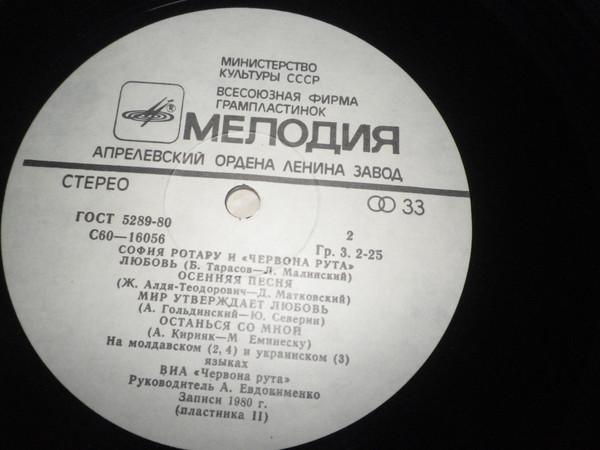 МИНИСТЕРСТВО
КУЛЬТУРЫ СССР
ВСЕСОЮЗНАЯ ФИРМА
ГРАМПЛАСТИНОК
®
МЕЛОДИЯ
АПРЕЛЕВСКИЙ ОРДЕНА ЛЕНИНА ЗАВОД
СТЕРЕО
33
ГОСТ 5289-80
2
С60—16056
Гр. 3. 2-25
СОФИЯ РОТАРУ И «ЧЕРВОНА РУТА»
ЛЮБОВЬ (Б. Тарасов—Л. Малинский)
ОСЕННЯЯ ПЕСНЯ
(Ж. Алдя-Теодорович—Д. Матковский)
МИР УТВЕРЖДАЕТ ЛЮБОВЬ
(А. Гольдинский—Ю. Северин)
ОСТАНЬСЯ СО МНОЙ
(А. Кирияк—М Еминеску)
На молдавском (2, 4) и украинском (3)
языках
ВИА «Червона рута»
Руководитель А. Евдокименко
Записи 1980 г.
(пластинка II)